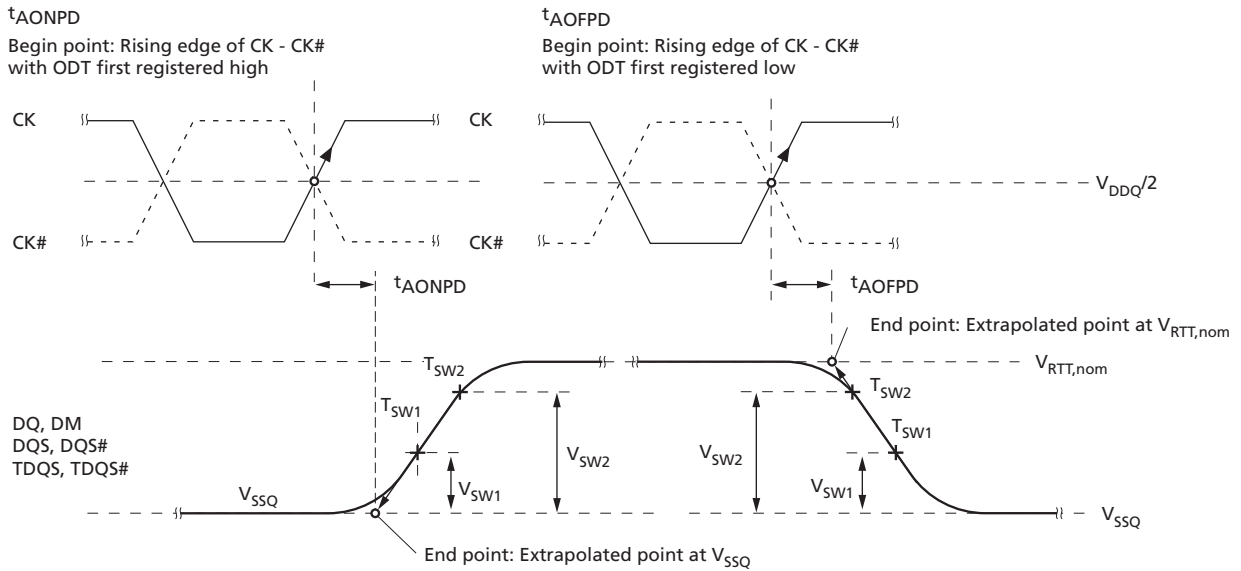 tAONPD
Begin point: Rising edge of CK - CK#
with ODT first registered high
tAOFPD
Begin point: Rising edge of CK - CK#
with ODT first registered low
CK
CK
VDDQ/2
CK#
CK#
tAONPD
tAOFPD
End point: Extrapolated point at VRTT,nom
TSW2
VRTT,nom
TSW2
TSW1
TSW1
DQ, DM
DQS, DQS#
TDQS, TDQS#
VSW2
VSW2
VSW1
VSW1
VSSQ
VSSQ
End point: Extrapolated point at VSSQ